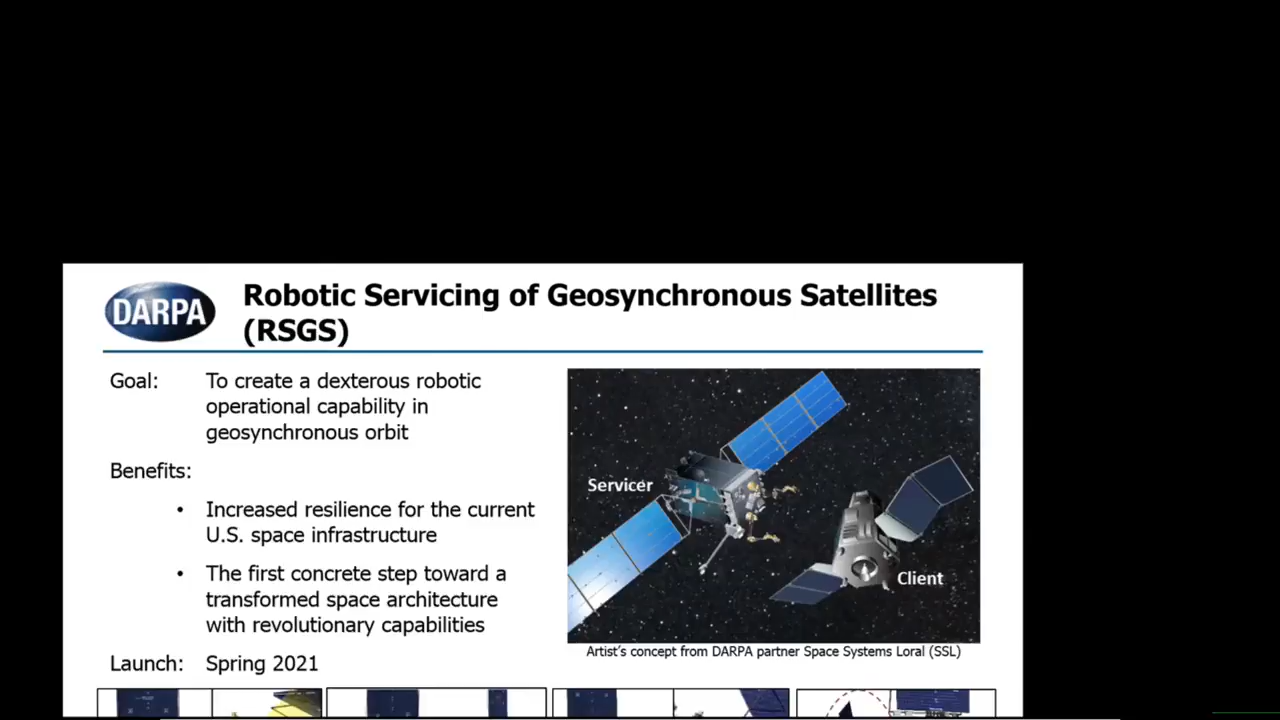 DARPA
Robotic Servicing of Geosynchronous Satellites
(RSGS)
Goal: To create a dexterous robotic
operational capability in
geosynchronous orbit
Benefits:
• Increased resilience for the current
U.S. space infrastructure
• The first concrete step toward a
transformed space architecture
with revolutionary capabilities
Launch: Spring 2021
Servicer
Client
Artist's concept from DARPA partner Space Systems Loral (SSL)